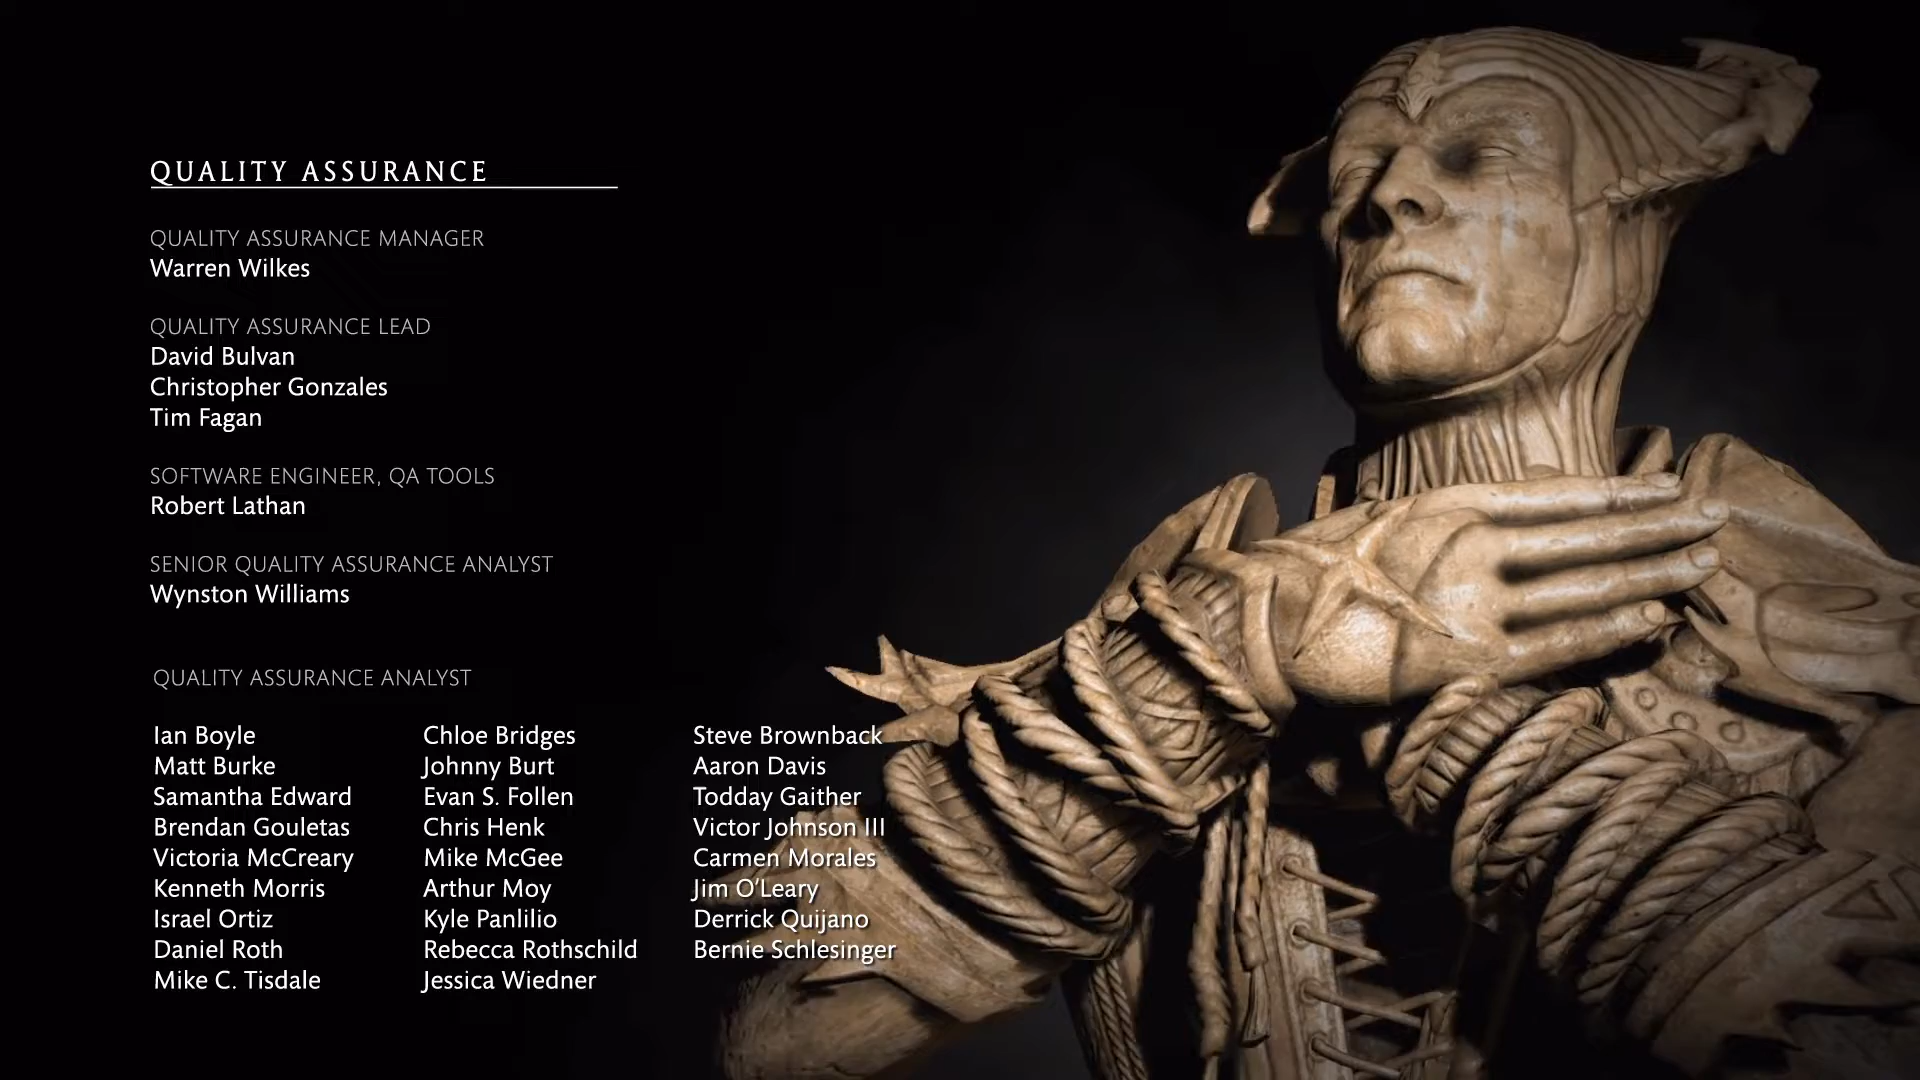 QUALITY ASSURANCE
QUALITY ASSURANCE MANAGER
Warren Wilkes
QUALITY ASSURANCE LEAD
David Bulvan
Christopher Gonzales
Tim Fagan
SOFTWARE ENGINEER, QA TOOLS
Robert Lathan
SENIOR QUALITY ASSURANCE ANALYST
Wynston Williams
QUALITY ASSURANCE ANALYST
Ian Boyle
Matt Burke
Samantha Edward
Brendan Gouletas
Victoria McCreary
Kenneth Morris
Israel Ortiz
Daniel Roth
Mike C. Tisdale
Chloe Bridges
Johnny Burt
Evan S. Follen
Chris Henk
Mike McGee
Arthur Moy
Kyle Panlilio
Rebecca Rothschild
Jessica Wiedner
Steve Brownback
Aaron Davis
Todday Gaither
Victor Johnson III
Carmen Morales
Jim O'Leary
Derrick Quijano
Bernie Schlesinger